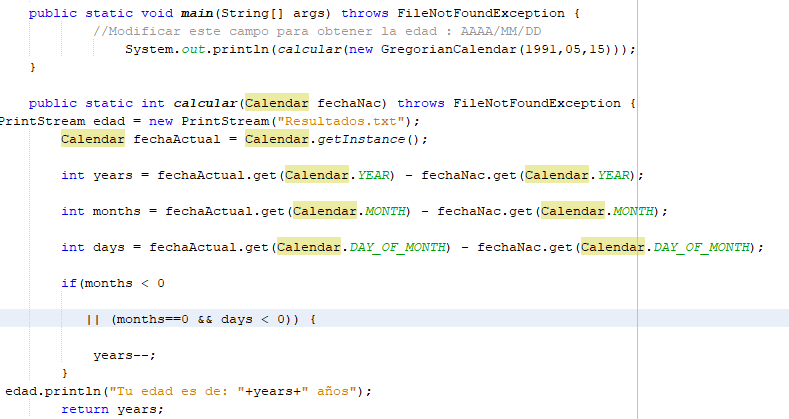 public static void main(String[] args) throws FileNotFoundException {
//Modificar este campo para obtener la edad : AAAA/MM/DD
System.out.println(calcular(new GregorianCalendar(1991,05,15)));
}
public static int calcular(Calendar fechaNac) throws FileNotFoundException {
PrintStream edad = new PrintStream("Resultados.txt");
Calendar fechaActual = Calendar.getInstance();
int years = fechaActual.get(Calendar.YEAR) - fechaNac.get(Calendar.YEAR);
int months = fechaActual.get(Calendar.MONTH) - fechaNac.get(Calendar.MONTH);
int days = fechaActual.get(Calendar.DAY_OF_MONTH) - fechaNac.get(Calendar.DAY_OF_MONTH);
if(months < 0
|| (months==0 && days < 0)) {
years--;
}
edad.println("Tu edad es de: "+years+" años");
return years;